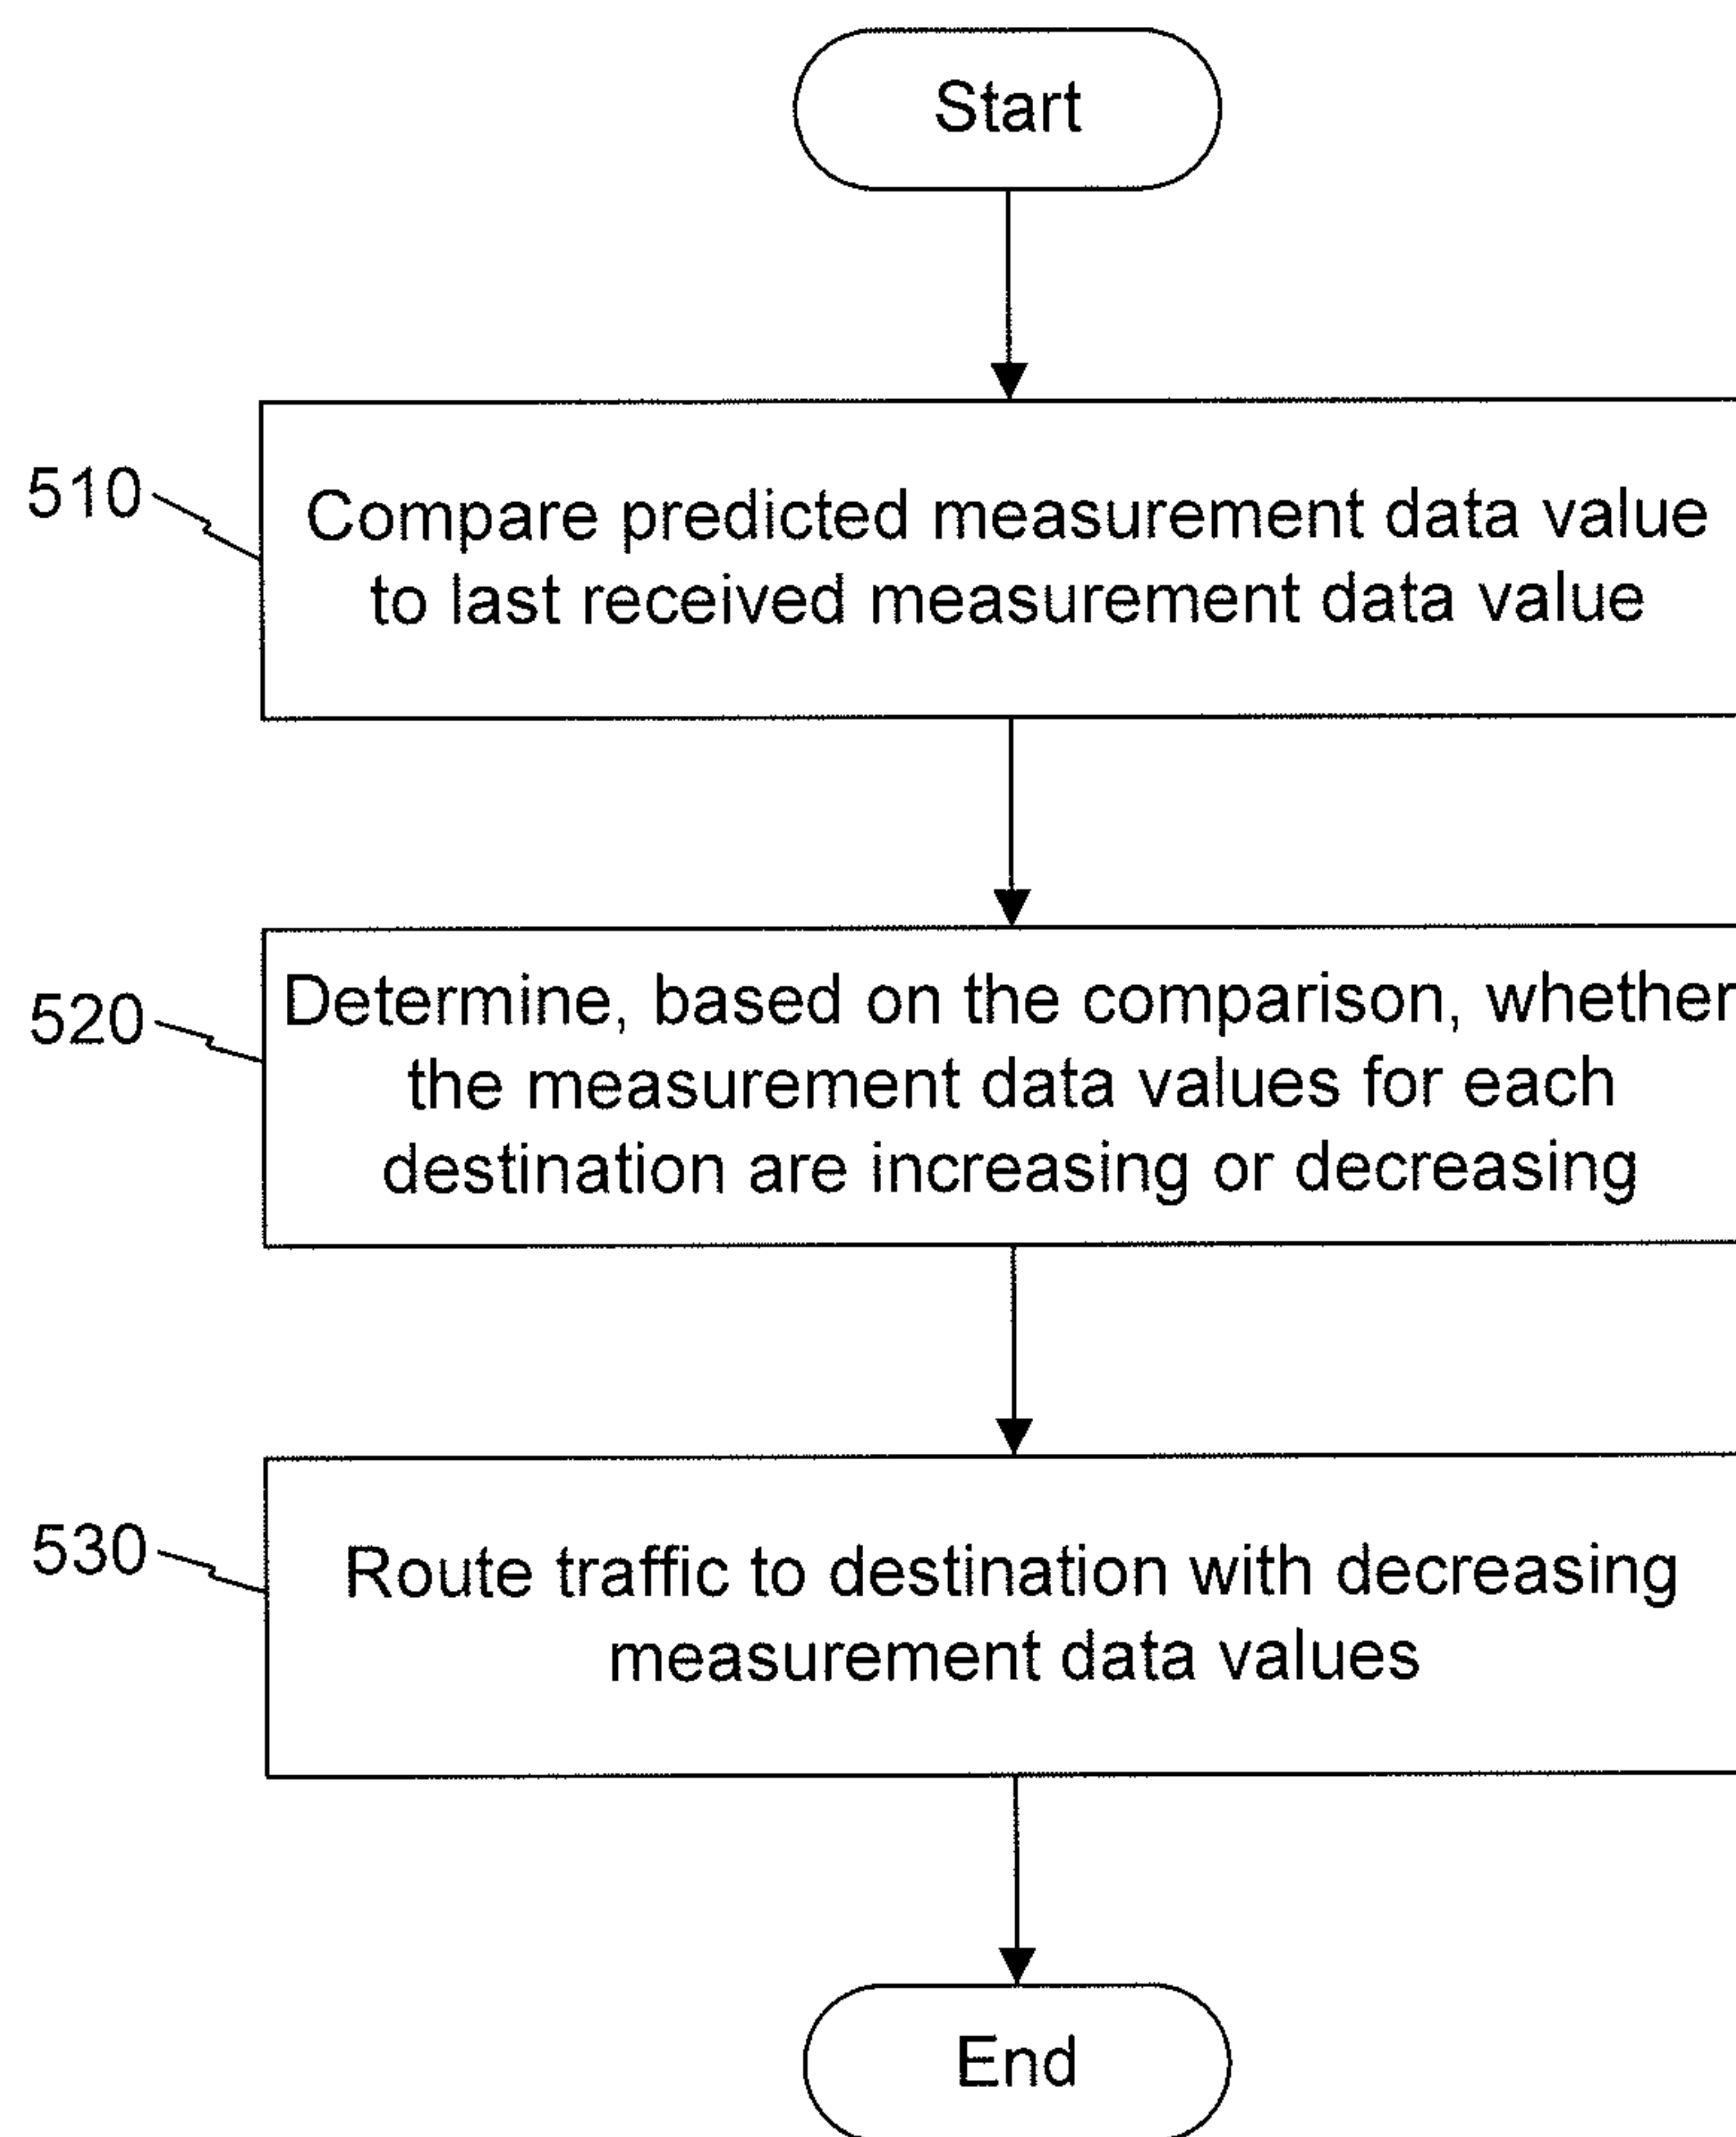 Start
510
Compare predicted measurement data value
to last received measurement data value
520
Determine, based on the comparison, whether
the measurement data values for each
destination are increasing or decreasing
530
Route traffic to destination with decreasing
measurement data values
End